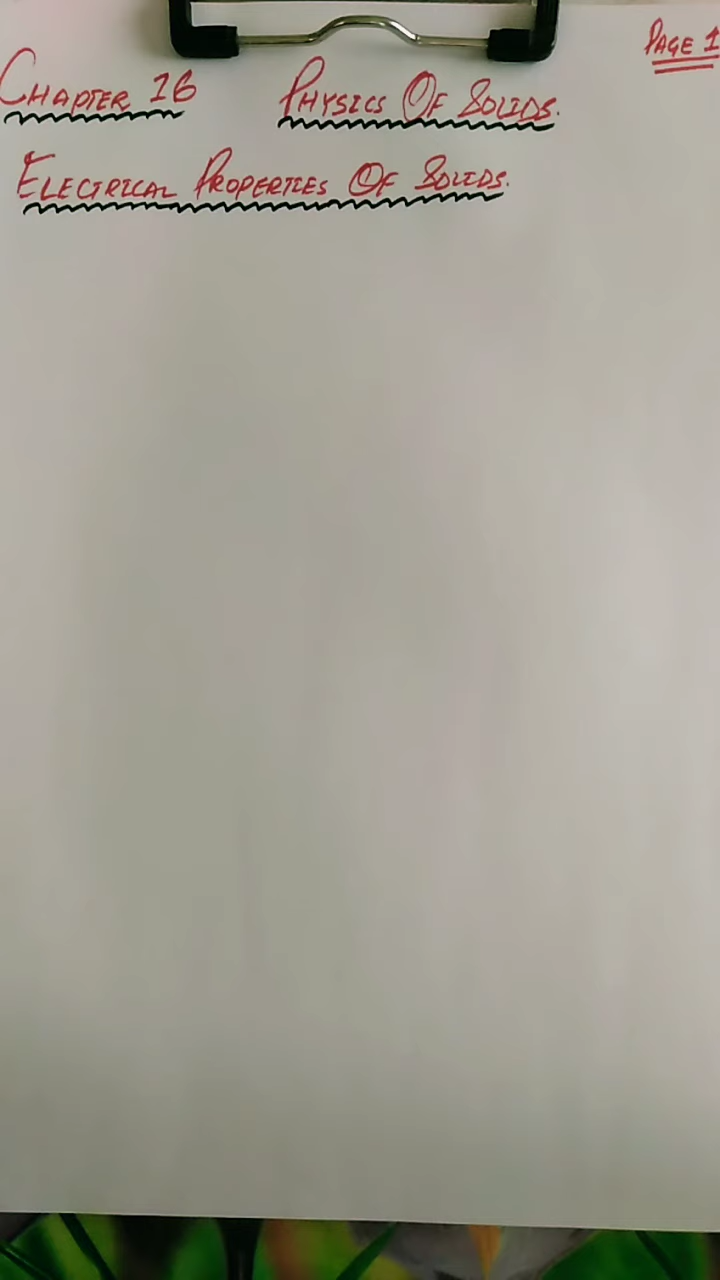 PAGE 1
CHAPTER 16 PHYSICS OF SOLIDS.
ELECTRICAL PROPERTIES OF SOLIDS.